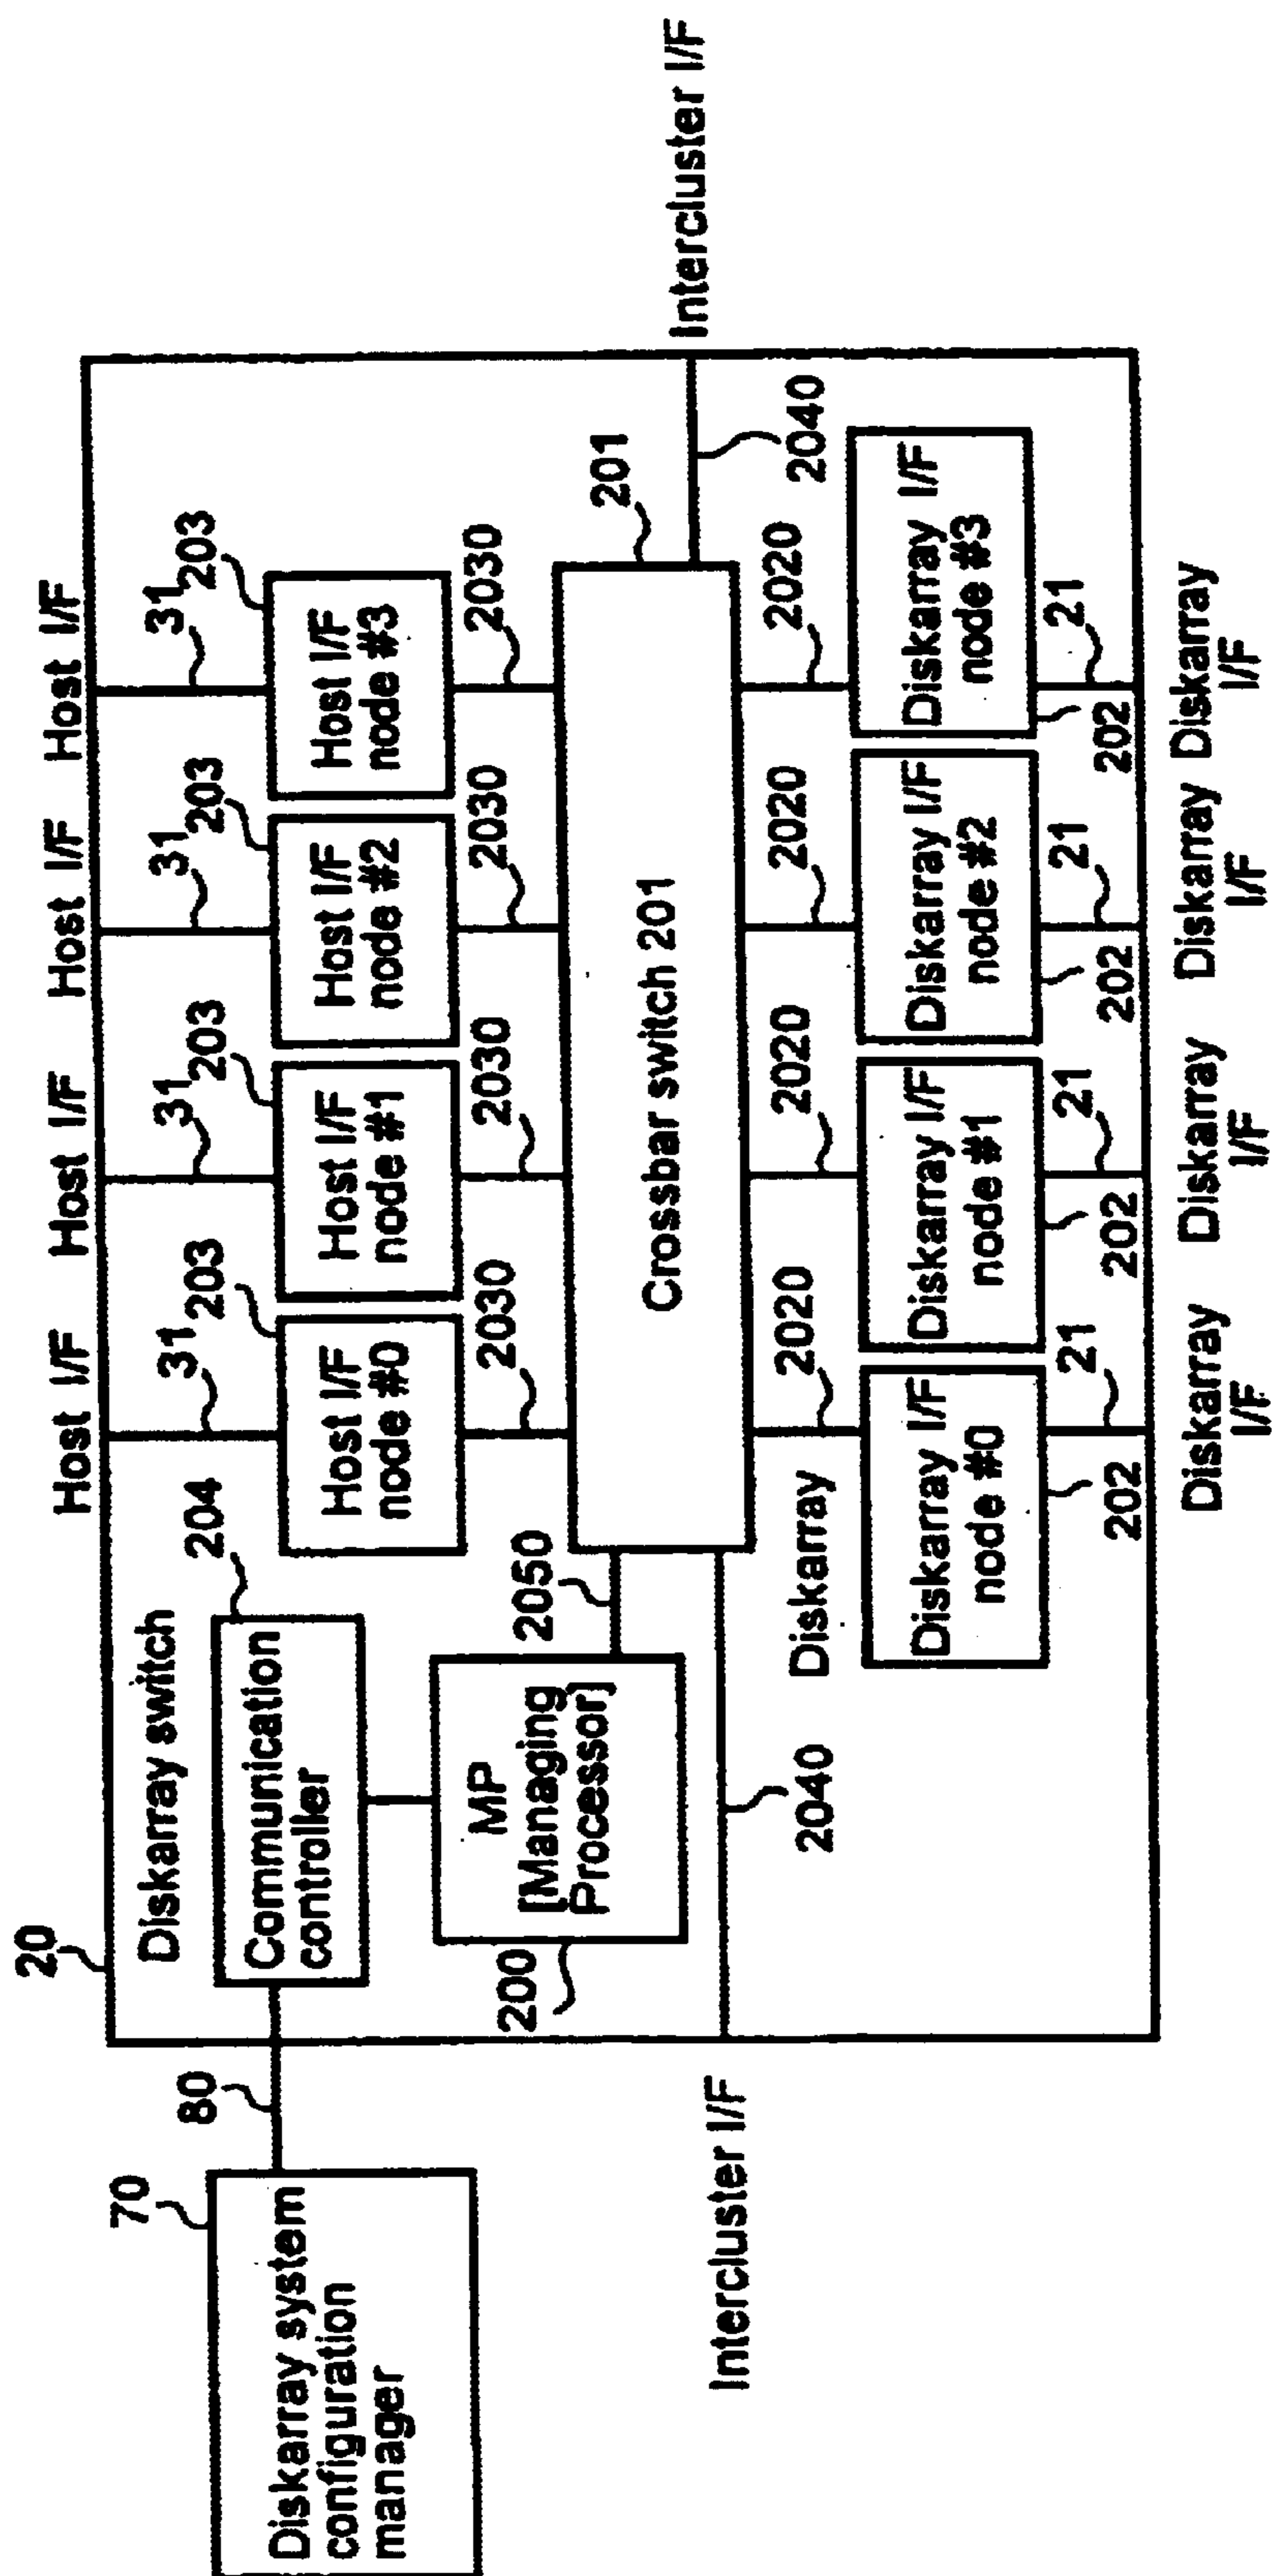 Host I/F
Host I/F
Host I/F
Host I/F
20
Diskarray switch
31
31
31
31
204
203
203
203
203
70
80
Communication
controller
Host I/F
node #0
Host I/F
node #1
Host I/F
node #2
Host I/F
node #3
Diskarray system
configuration
manager
MP
[Managing
Processor]
200
2050
2030
2030
2030
2030
201
Crossbar switch 201
Intercluster I/F
Intercluster I/F
2040
2040
Diskarray
2020
2020
2020
2020
Diskarray I/F
node #0
Diskarray I/F
node #1
Diskarray I/F
node #2
Diskarray I/F
node #3
202
21
202
21
202
21
202
21
Diskarray
I/F
Diskarray
I/F
Diskarray
I/F
Diskarray
I/F